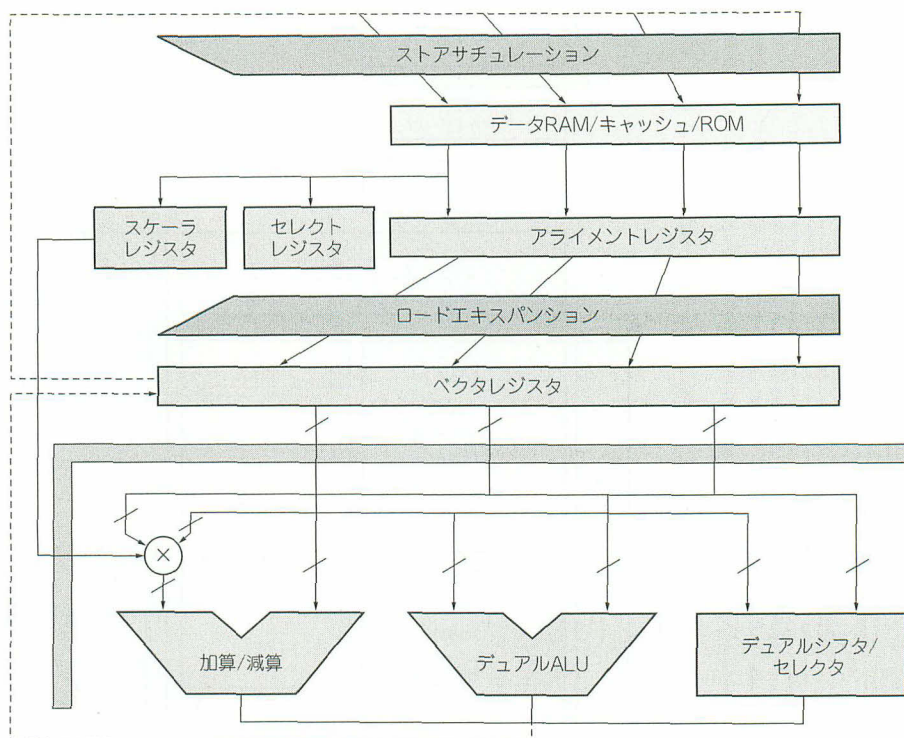 ストアサチュレーション
データRAM/キャッシュ/ROM
スケーラ
レジスタ
セレクト
レジスタ
アライメントレジスタ
ロードエキスパンション
ベクタレジスタ
×
加算/減算
デュアルALU
デュアルシフタ/
セレクタ